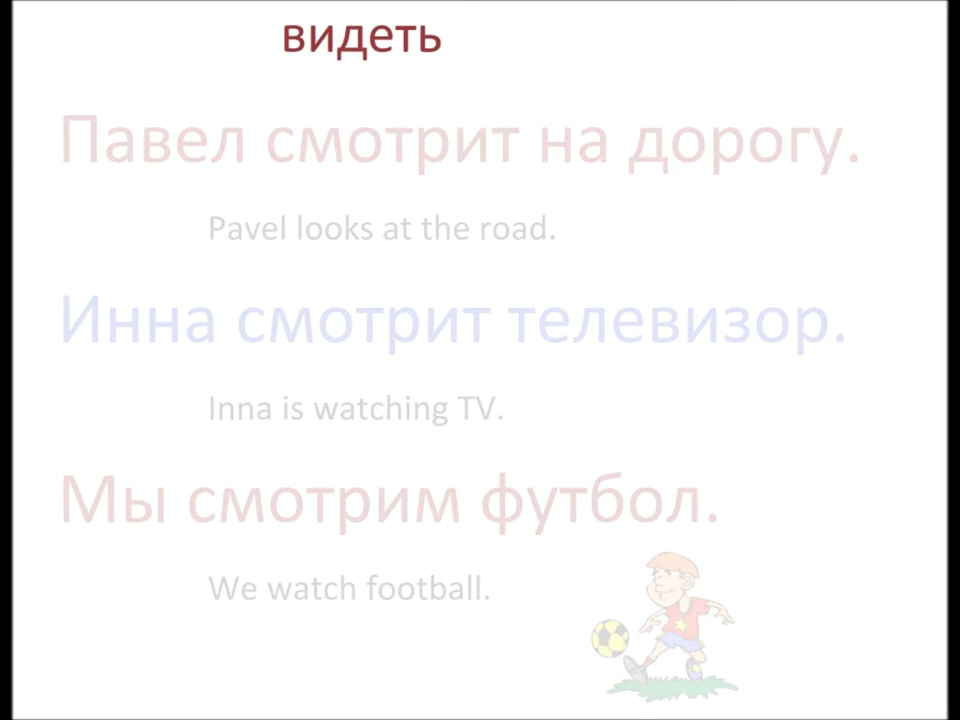 видеть
Павел смотрит на дорогу.
Pavel looks at the road.
Инна смотрит телевизор.
Inna is watching TV.
Мы смотрим футбол.
We watch football.